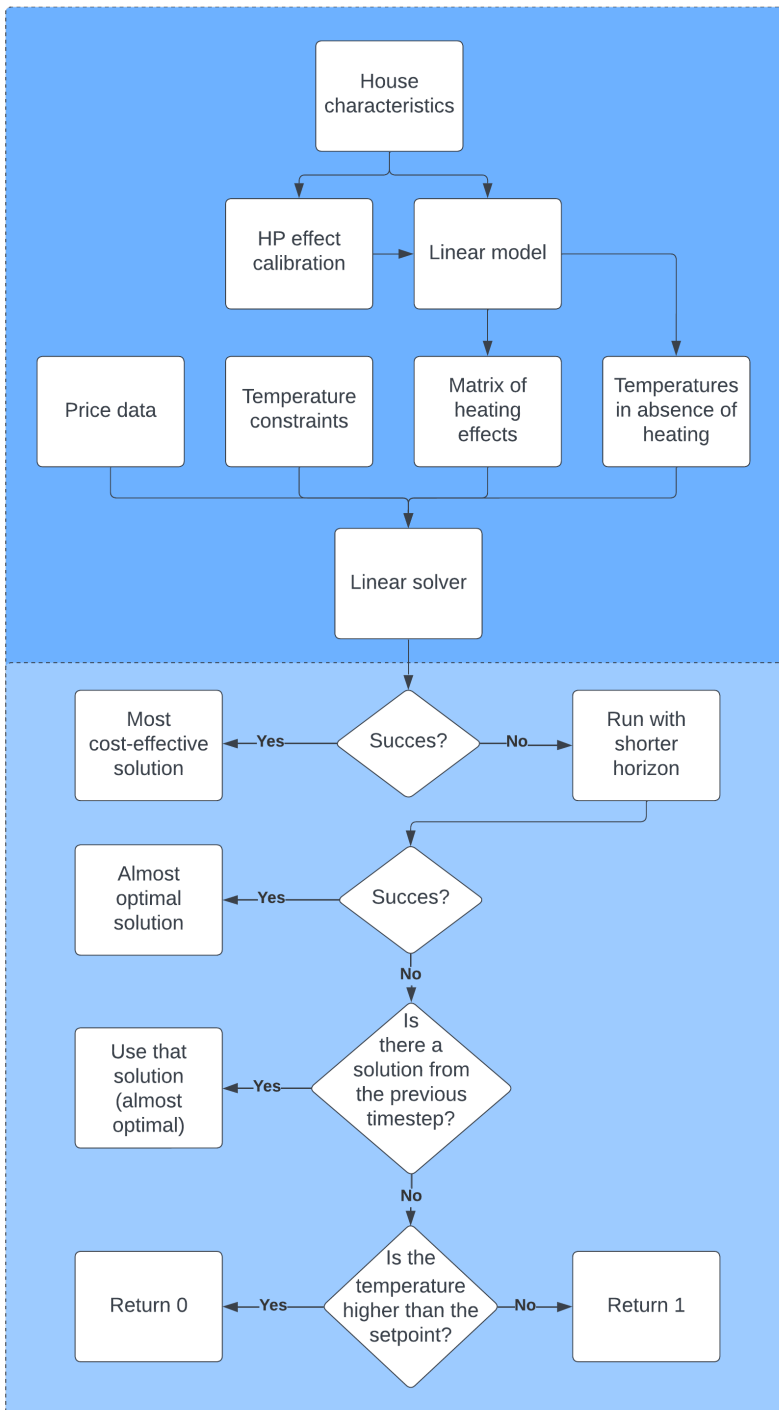 House
characteristics
HP effect
calibration
Linear model
Price data
Temperature
constraints
Matrix of
heating
effects
Temperatures
in absence of
heating
Linear solver
Most
cost-effective
solution
Yes
Succes?
No
Run with
shorter
horizon
Almost
optimal
solution
Yes
Succes?
No
Use that
solution
(almost
optimal)
Yes
Is
there a
solution from
the previous
timestep?
No
Return 0
Yes
Is the
temperature
higher than the
setpoint?
No
Return 1